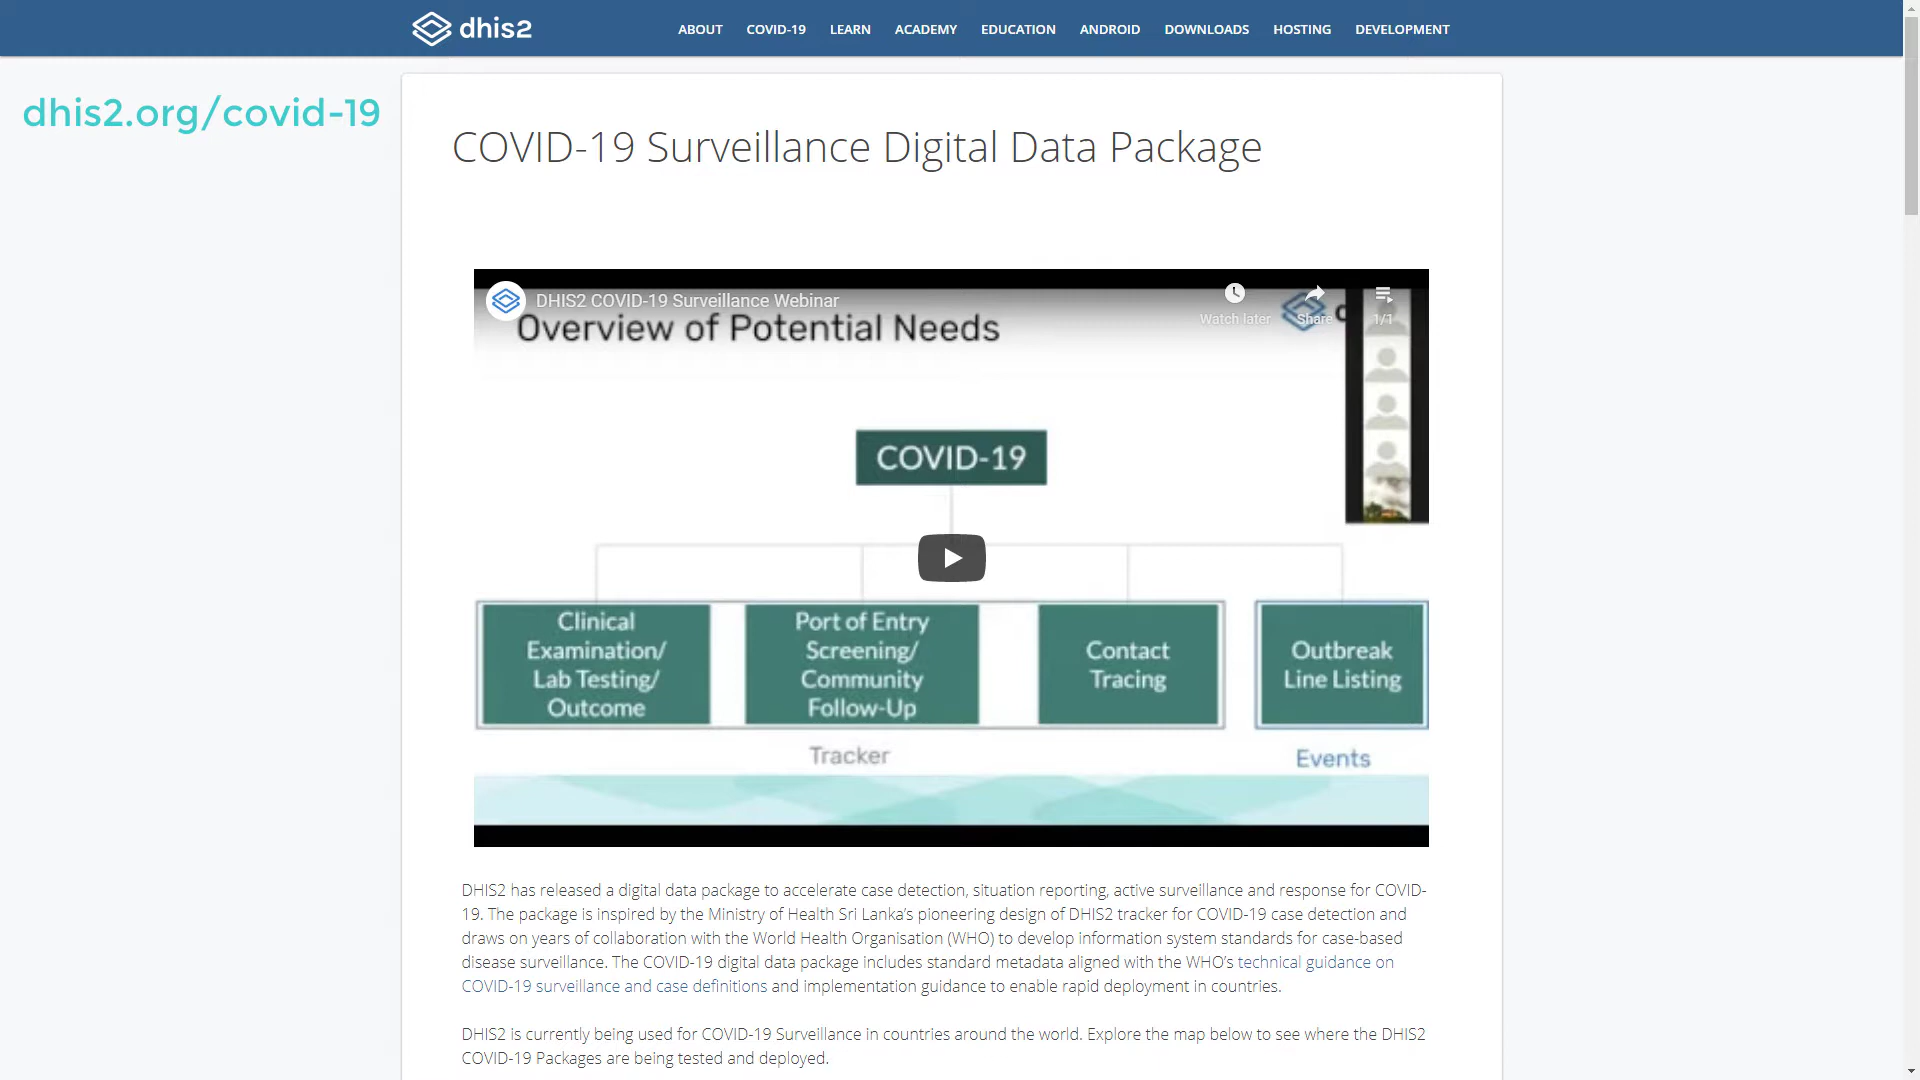 dhis2
ABOUT COVID-19 LEARN ACADEMY EDUCATION ANDROID DOWNLOADS HOSTING DEVELOPMENT
dhis2.org/covid-19
COVID-19 Surveillance Digital Data Package
DHIS2 COVID-19 Surveillance Webinar
Watch later
Share
1/1
Overview of Potential Needs
COVID-19
Clinical
Examination/
Lab Testing/
Outcome
Port of Entry
Screening/
Community
Follow-Up
Contact
Tracing
Outbreak
Line Listing
Tracker
Events
DHIS2 has released a digital data package to accelerate case detection, situation reporting, active surveillance and response for COVID-
19. The package is inspired by the Ministry of Health Sri Lanka’s pioneering design of DHIS2 tracker for COVID-19 case detection and
draws on years of collaboration with the World Health Organisation (WHO) to develop information system standards for case-based
disease surveillance. The COVID-19 digital data package includes standard metadata aligned with the WHO’s technical guidance on
COVID-19 surveillance and case definitions and implementation guidance to enable rapid deployment in countries.
DHIS2 is currently being used for COVID-19 Surveillance in countries around the world. Explore the map below to see where the DHIS2
COVID-19 Packages are being tested and deployed.